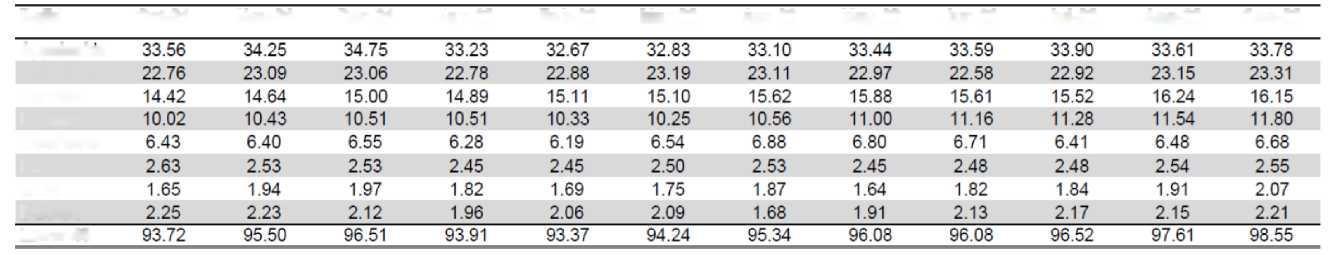 33.56 34.25 34.75 33.23 32.67 32.83 33.10 33.44 33.59 33.90 33.61 33.78
22.76 23.09 23.06 22.78 22.88 23.19 23.11 22.97 22.58 22.92 23.15 23.31
14.42 14.64 15.00 14.89 15.11 15.10 15.62 15.88 15.61 15.52 16.24 16.15
10.02 10.43 10.51 10.51 10.33 10.25 10.56 11.00 11.16 11.28 11.54 11.80
6.43 6.40 6.55 6.28 6.19 6.54 6.88 6.80 6.71 6.41 6.48 6.68
2.63 2.53 2.53 2.45 2.45 2.50 2.53 2.45 2.48 2.48 2.54 2.55
1.65 1.94 1.97 1.82 1.69 1.75 1.87 1.64 1.82 1.84 1.91 2.07
2.25 2.23 2.12 1.96 2.06 2.09 1.68 1.91 2.13 2.17 2.15 2.21
93.72 95.50 96.51 93.91 93.37 94.24 95.34 96.08 96.08 96.52 97.61 98.55